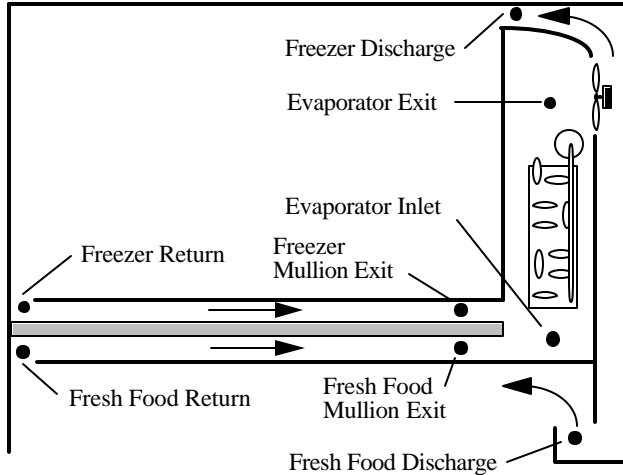 Freezer Discharge
Evaporator Exit
Evaporator Inlet
Freezer Return
Freezer
Mullion Exit
Fresh Food Return
Fresh Food
Mullion Exit
Fresh Food Discharge